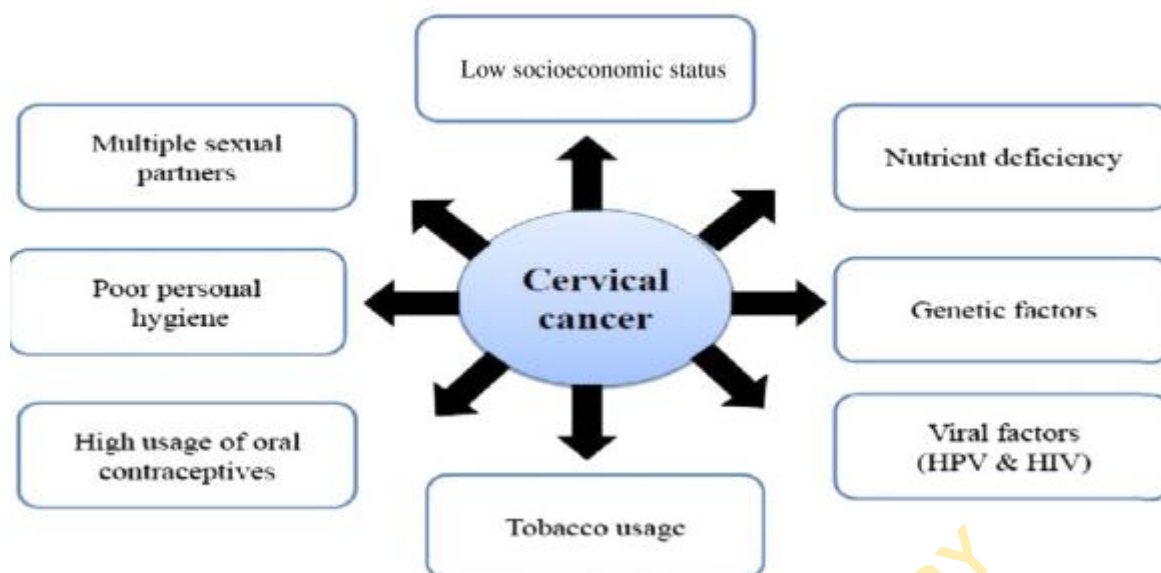 Low socioeconomic status
Multiple sexual
partners
Nutrient deficiency
Cervical
cancer
Poor personal
hygiene
Genetic factors
High usage of oral
contraceptives
Viral factors
(HPV & HIV)
Tobacco usage